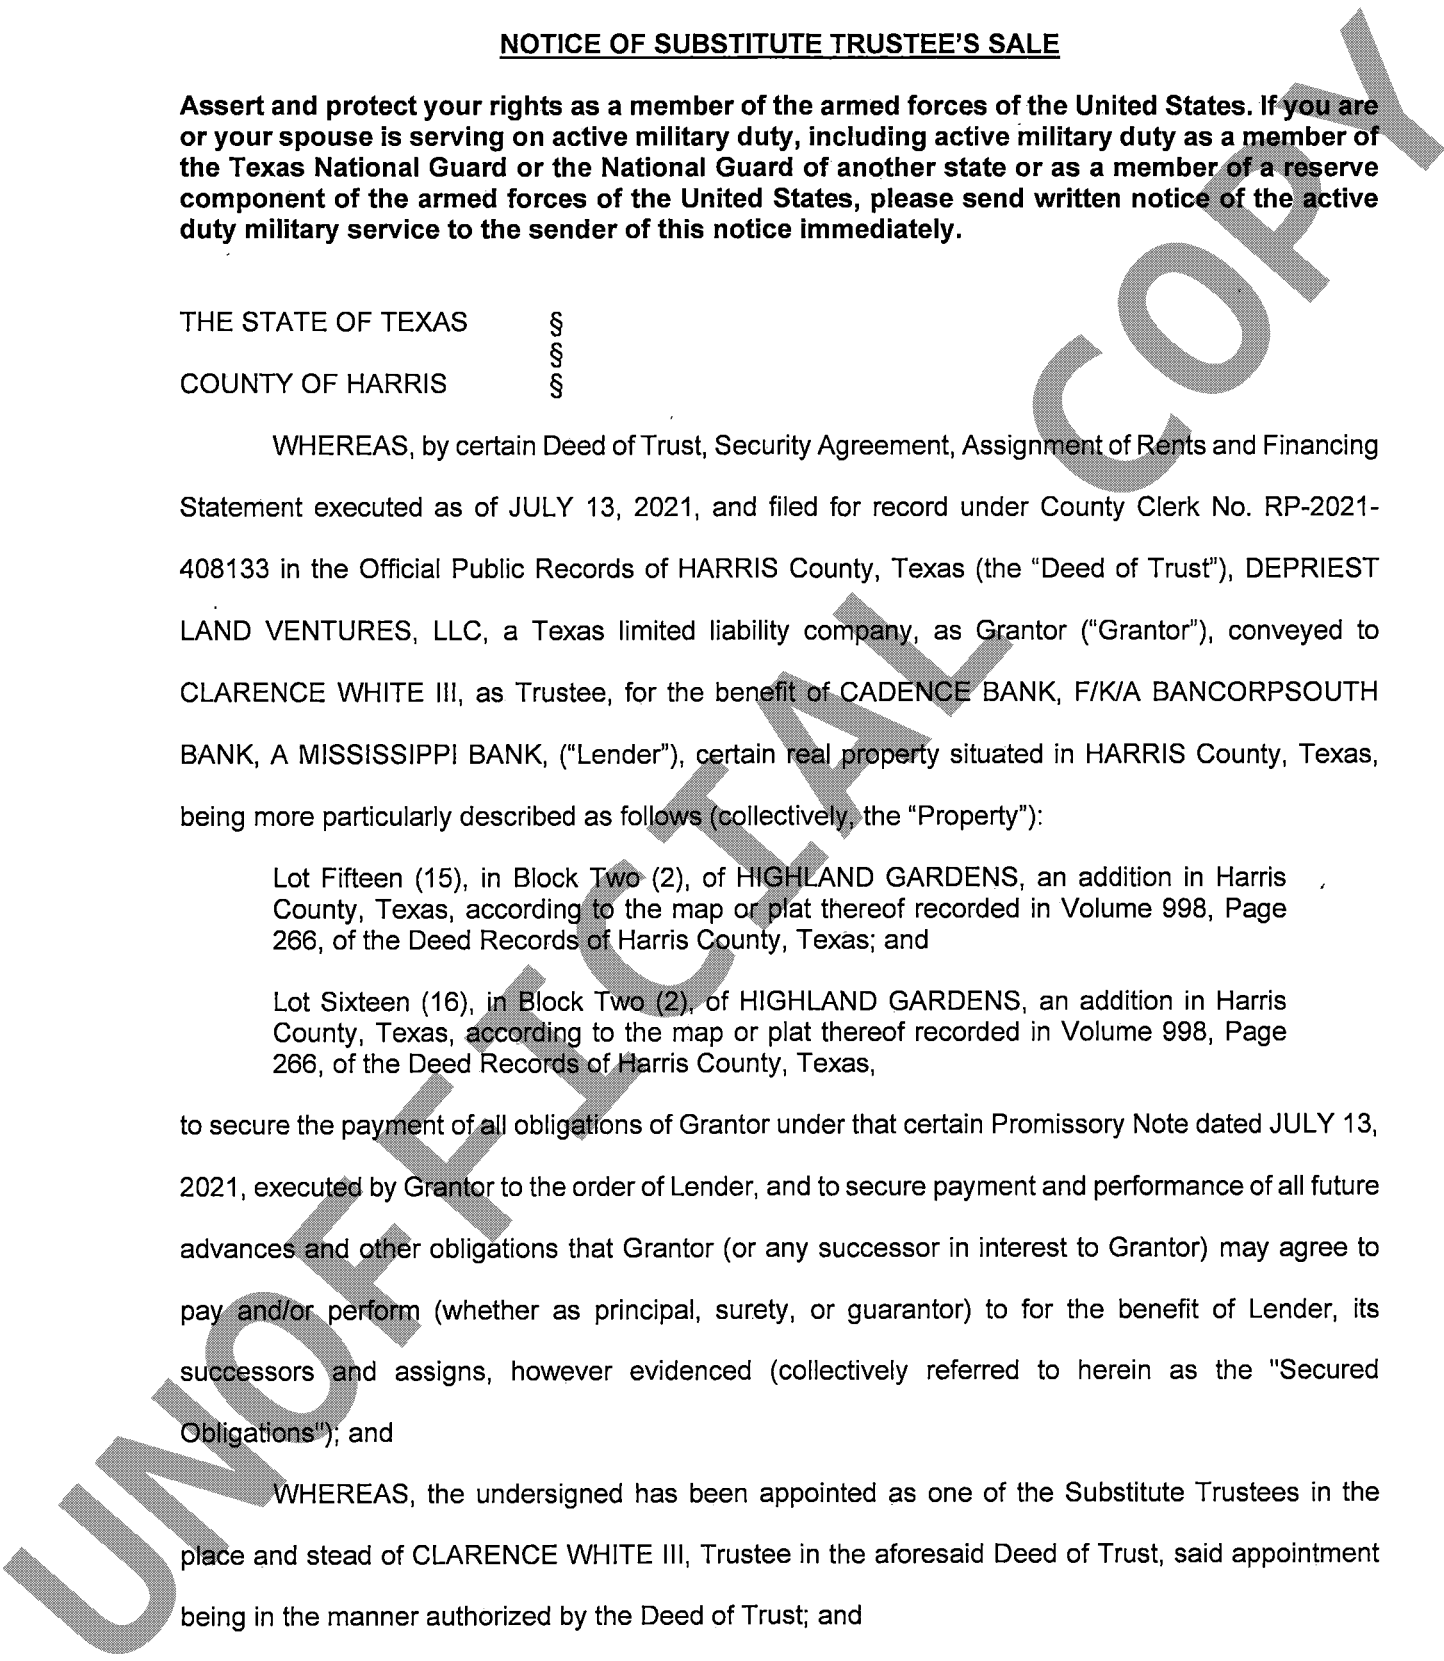 NOTICE OF SUBSTITUTE TRUSTEE'S SALE
Assert and protect your rights as a member of the armed forces of the United States. If you are
or your spouse is serving on active military duty, including active military duty as a member of
the Texas National Guard or the National Guard of another state or as a member of a reserve
component of the armed forces of the United States, please send written notice of the active
duty military service to the sender of this notice immediately.
THE STATE OF TEXAS §
§
COUNTY OF HARRIS §
WHEREAS, by certain Deed of Trust, Security Agreement, Assignment of Rents and Financing
Statement executed as of JULY 13, 2021, and filed for record under County Clerk No. RP-2021-
408133 in the Official Public Records of HARRIS County, Texas (the “Deed of Trust”), DEPRIEST
LAND VENTURES, LLC, a Texas limited liability company, as Grantor (“Grantor”), conveyed to
CLARENCE WHITE III, as Trustee, for the benefit of CADENCE BANK, F/K/A BANCORPSOUTH
BANK, A MISSISSIPPI BANK, (“Lender”), certain real property situated in HARRIS County, Texas,
being more particularly described as follows (collectively, the “Property”):
Lot Fifteen (15), in Block Two (2), of HIGHLAND GARDENS, an addition in Harris
County, Texas, according to the map or plat thereof recorded in Volume 998, Page
266, of the Deed Records of Harris County, Texas; and
Lot Sixteen (16), in Block Two (2), of HIGHLAND GARDENS, an addition in Harris
County, Texas, according to the map or plat thereof recorded in Volume 998, Page
266, of the Deed Records of Harris County, Texas,
to secure the payment of all obligations of Grantor under that certain Promissory Note dated JULY 13,
2021, executed by Grantor to the order of Lender, and to secure payment and performance of all future
advances and other obligations that Grantor (or any successor in interest to Grantor) may agree to
pay and/or perform (whether as principal, surety, or guarantor) to for the benefit of Lender, its
successors and assigns, however evidenced (collectively referred to herein as the "Secured
Obligations"); and
WHEREAS, the undersigned has been appointed as one of the Substitute Trustees in the
place and stead of CLARENCE WHITE III, Trustee in the aforesaid Deed of Trust, said appointment
being in the manner authorized by the Deed of Trust; and
UNOFFICIAL COPY